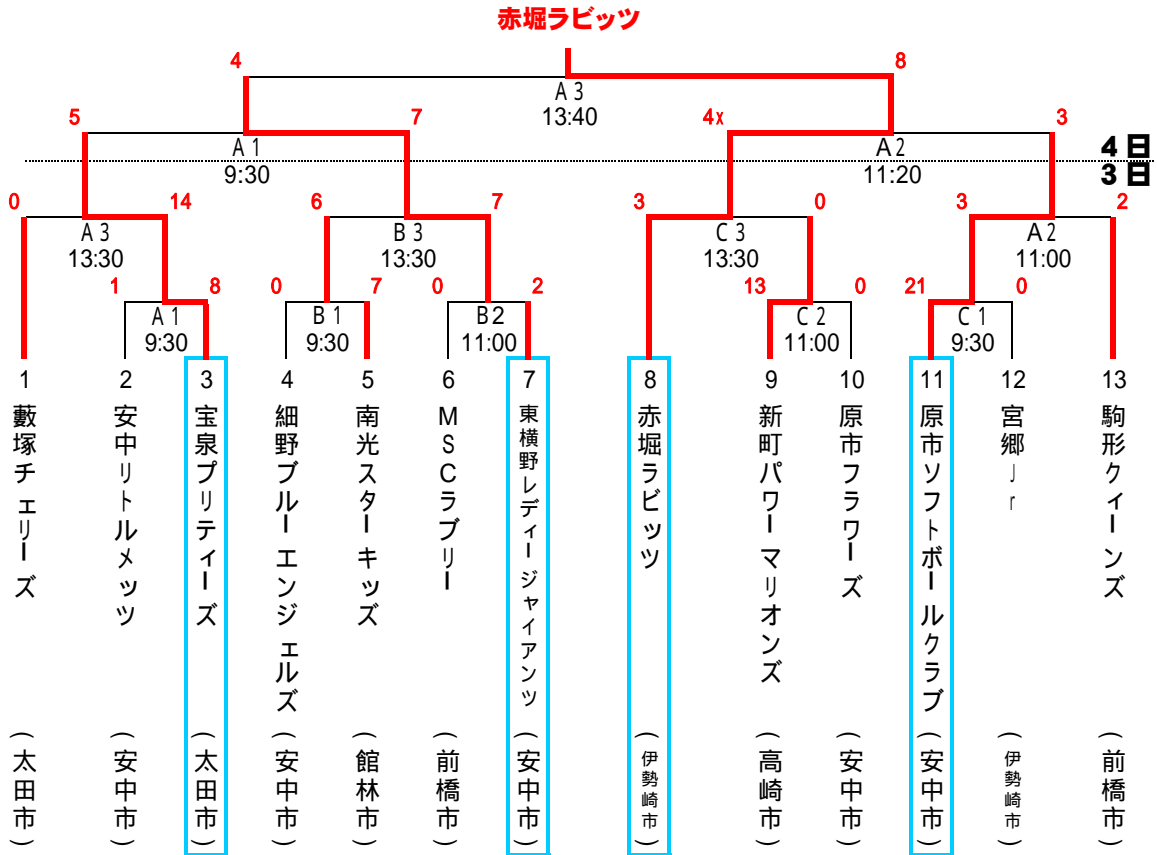 赤堀ラビッツ
4 8
A3
13:40
5 7 4x 3
A1 A2 4日
9:30 11:20 3日
0 14 6 7 3 0 3 2
A3 B3 C3 A2
13:30 13:30 13:30 11:00
1 8 0 7 0 2 13 0 21 0
A1 B1 B2 C2 C1
9:30 9:30 11:00 11:00 9:30
1 2 3 4 5 6 7 8 9 10 11 12 13
藪塚チェリーズ
(太田市)
安中リトルメッツ
(安中市)
宝泉プリティーズ
(太田市)
細野ブルーエンジェルズ
(安中市)
南光スターキッズ
(館林市)
MSCラブリー
(前橋市)
東横野レディージャイアンツ
(安中市)
赤堀ラビッツ
(伊勢崎市)
新町パワーマリオンズ
(高崎市)
原市フラワーズ
(安中市)
原市ソフトボールクラブ
(安中市)
宮郷Jr
(伊勢崎市)
駒形クィーンズ
(前橋市)